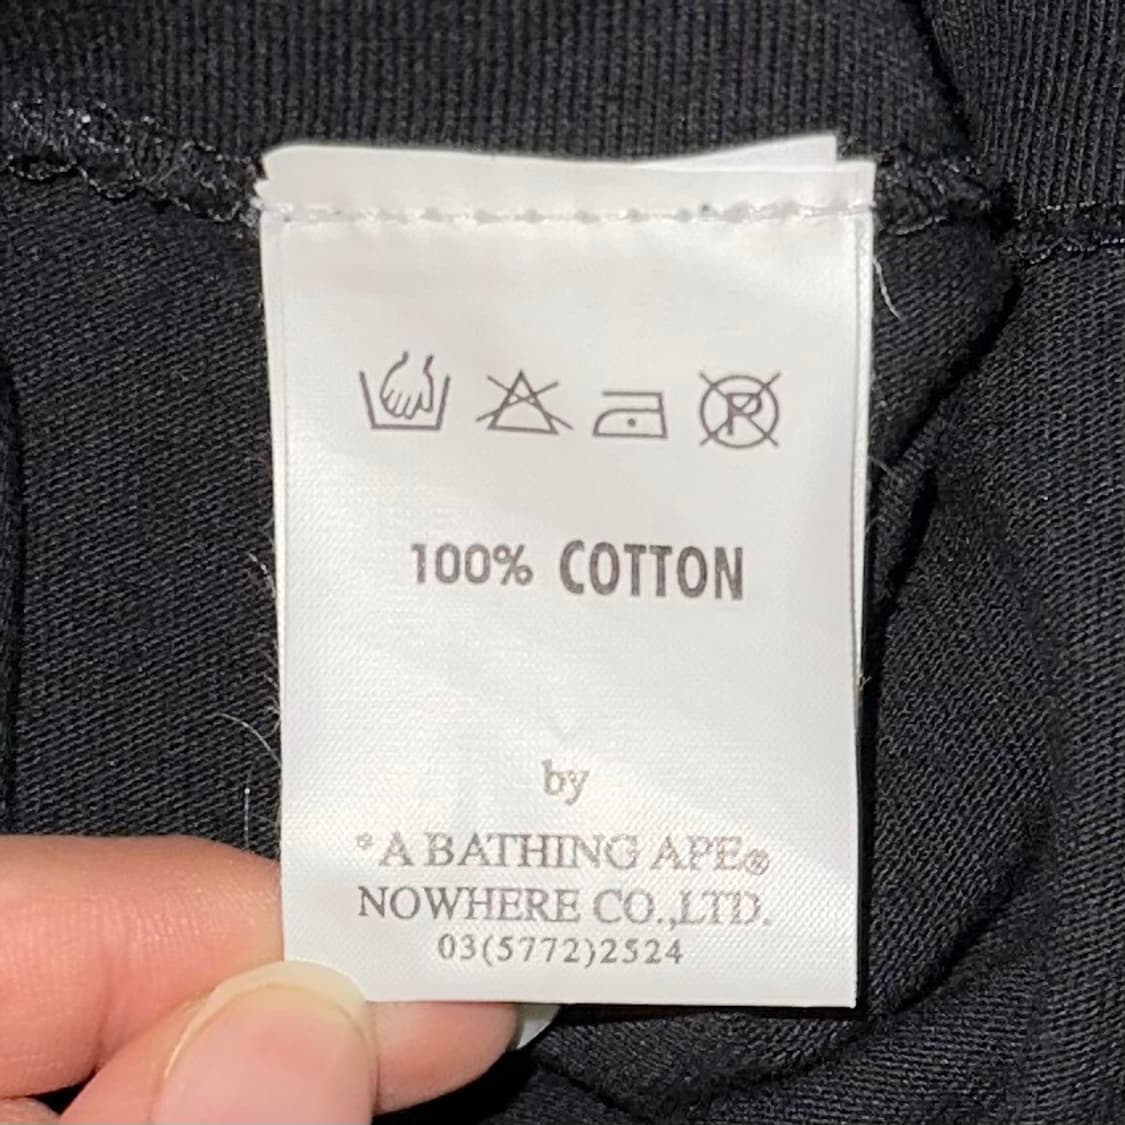 100% COTTON
by
*A BATHING APE®
NOWHERE CO.,LTD.
03(5772)2524